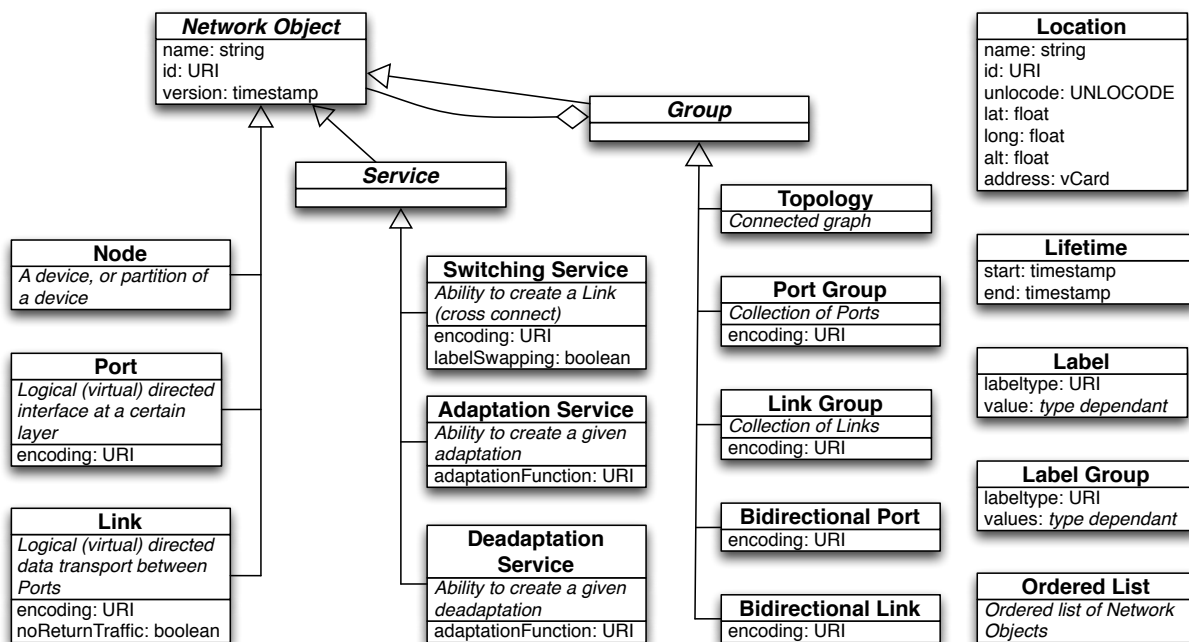 Network Object
name: string
id: URI
version: timestamp
Group
Service
Node
A device, or partition of
a device
Port
Logical (virtual) directed
interface at a certain
layer
encoding: URI
Link
Logical (virtual) directed
data transport between
Ports
encoding: URI
noReturnTraffic: boolean
Switching Service
Ability to create a Link
(cross connect)
encoding: URI
labelSwapping: boolean
Adaptation Service
Ability to create a given
adaptation
adaptationFunction: URI
Deadaptation
Service
Ability to create a given
deadaptation
adaptationFunction: URI
Topology
Connected graph
Port Group
Collection of Ports
encoding: URI
Link Group
Collection of Links
encoding: URI
Bidirectional Port
encoding: URI
Bidirectional Link
encoding: URI
Location
name: string
id: URI
unlocode: UNLOCODE
lat: float
long: float
alt: float
address: vCard
Lifetime
start: timestamp
end: timestamp
Label
labeltype: URI
value: type dependant
Label Group
labeltype: URI
values: type dependant
Ordered List
Ordered list of Network
Objects